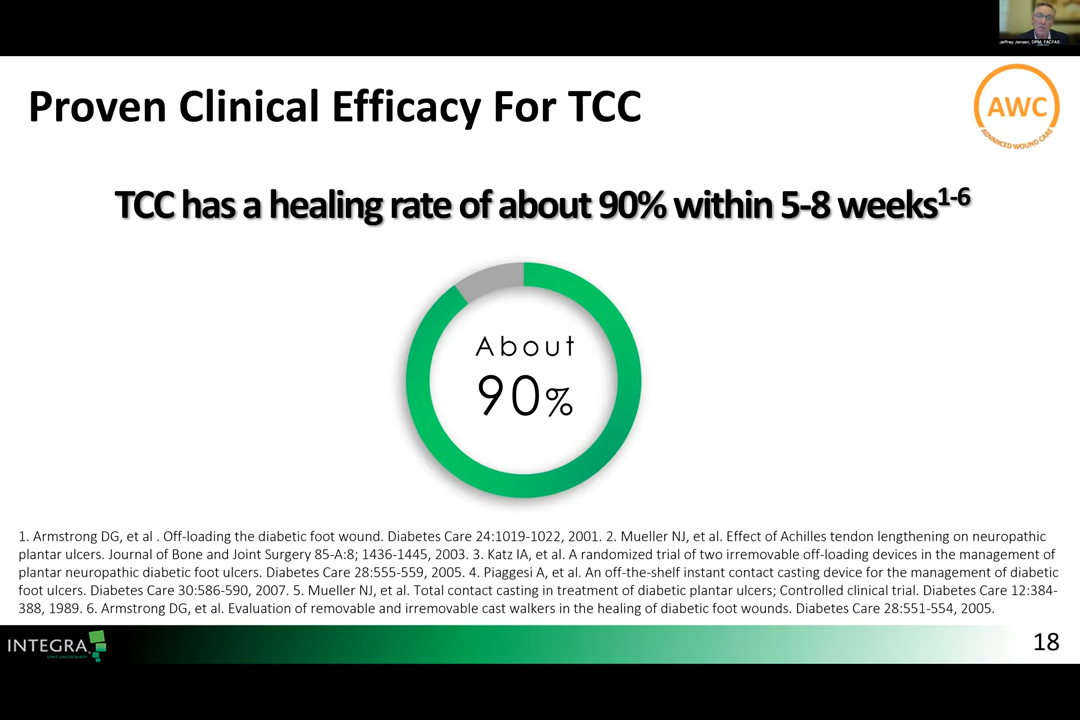 Jeffrey Jensen, DPM, FACFAS
Proven Clinical Efficacy For TCC
AWC
ADVANCED WOUND CARE
TCC has a healing rate of about 90% within 5-8 weeks1-6
About
90%
1. Armstrong DG, et al . Off-loading the diabetic foot wound. Diabetes Care 24:1019-1022, 2001. 2. Mueller NJ, et al. Effect of Achilles tendon lengthening on neuropathic
plantar ulcers. Journal of Bone and Joint Surgery 85-A:8; 1436-1445, 2003. 3. Katz IA, et al. A randomized trial of two irremovable off-loading devices in the management of
plantar neuropathic diabetic foot ulcers. Diabetes Care 28:555-559, 2005. 4. Piaggesi A, et al. An off-the-shelf instant contact casting device for the management of diabetic
foot ulcers. Diabetes Care 30:586-590, 2007. 5. Mueller NJ, et al. Total contact casting in treatment of diabetic plantar ulcers; Controlled clinical trial. Diabetes Care 12:384-
388, 1989. 6. Armstrong DG, et al. Evaluation of removable and irremovable cast walkers in the healing of diabetic foot wounds. Diabetes Care 28:551-554, 2005.
INTEGRA
LIMIT UNCERTAINTY
18